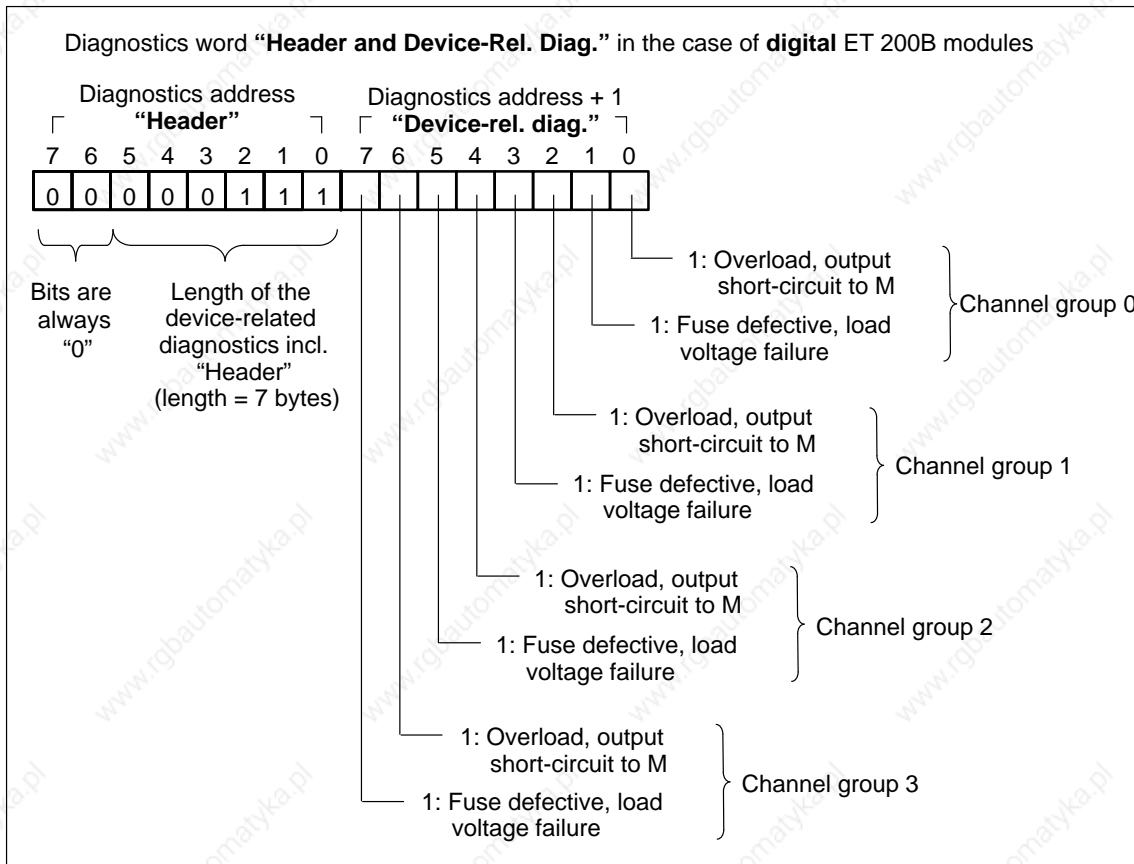 Diagnostics word “Header and Device-Rel. Diag.” in the case of digital ET 200B modules
Diagnostics address
“Header”
Diagnostics address + 1
“Device-rel. diag.”
7 6 5 4 3 2 1 0 7 6 5 4 3 2 1 0
0 0 0 0 0 1 1 1
Bits are
always
“0”
Length of the
device-related
diagnostics incl.
“Header”
(length = 7 bytes)
1: Overload, output
short-circuit to M
1: Fuse defective, load
voltage failure
Channel group 0
1: Overload, output
short-circuit to M
1: Fuse defective, load
voltage failure
Channel group 1
1: Overload, output
short-circuit to M
1: Fuse defective, load
voltage failure
Channel group 2
1: Overload, output
short-circuit to M
1: Fuse defective, load
voltage failure
Channel group 3
www.rgbautomatyka.pl